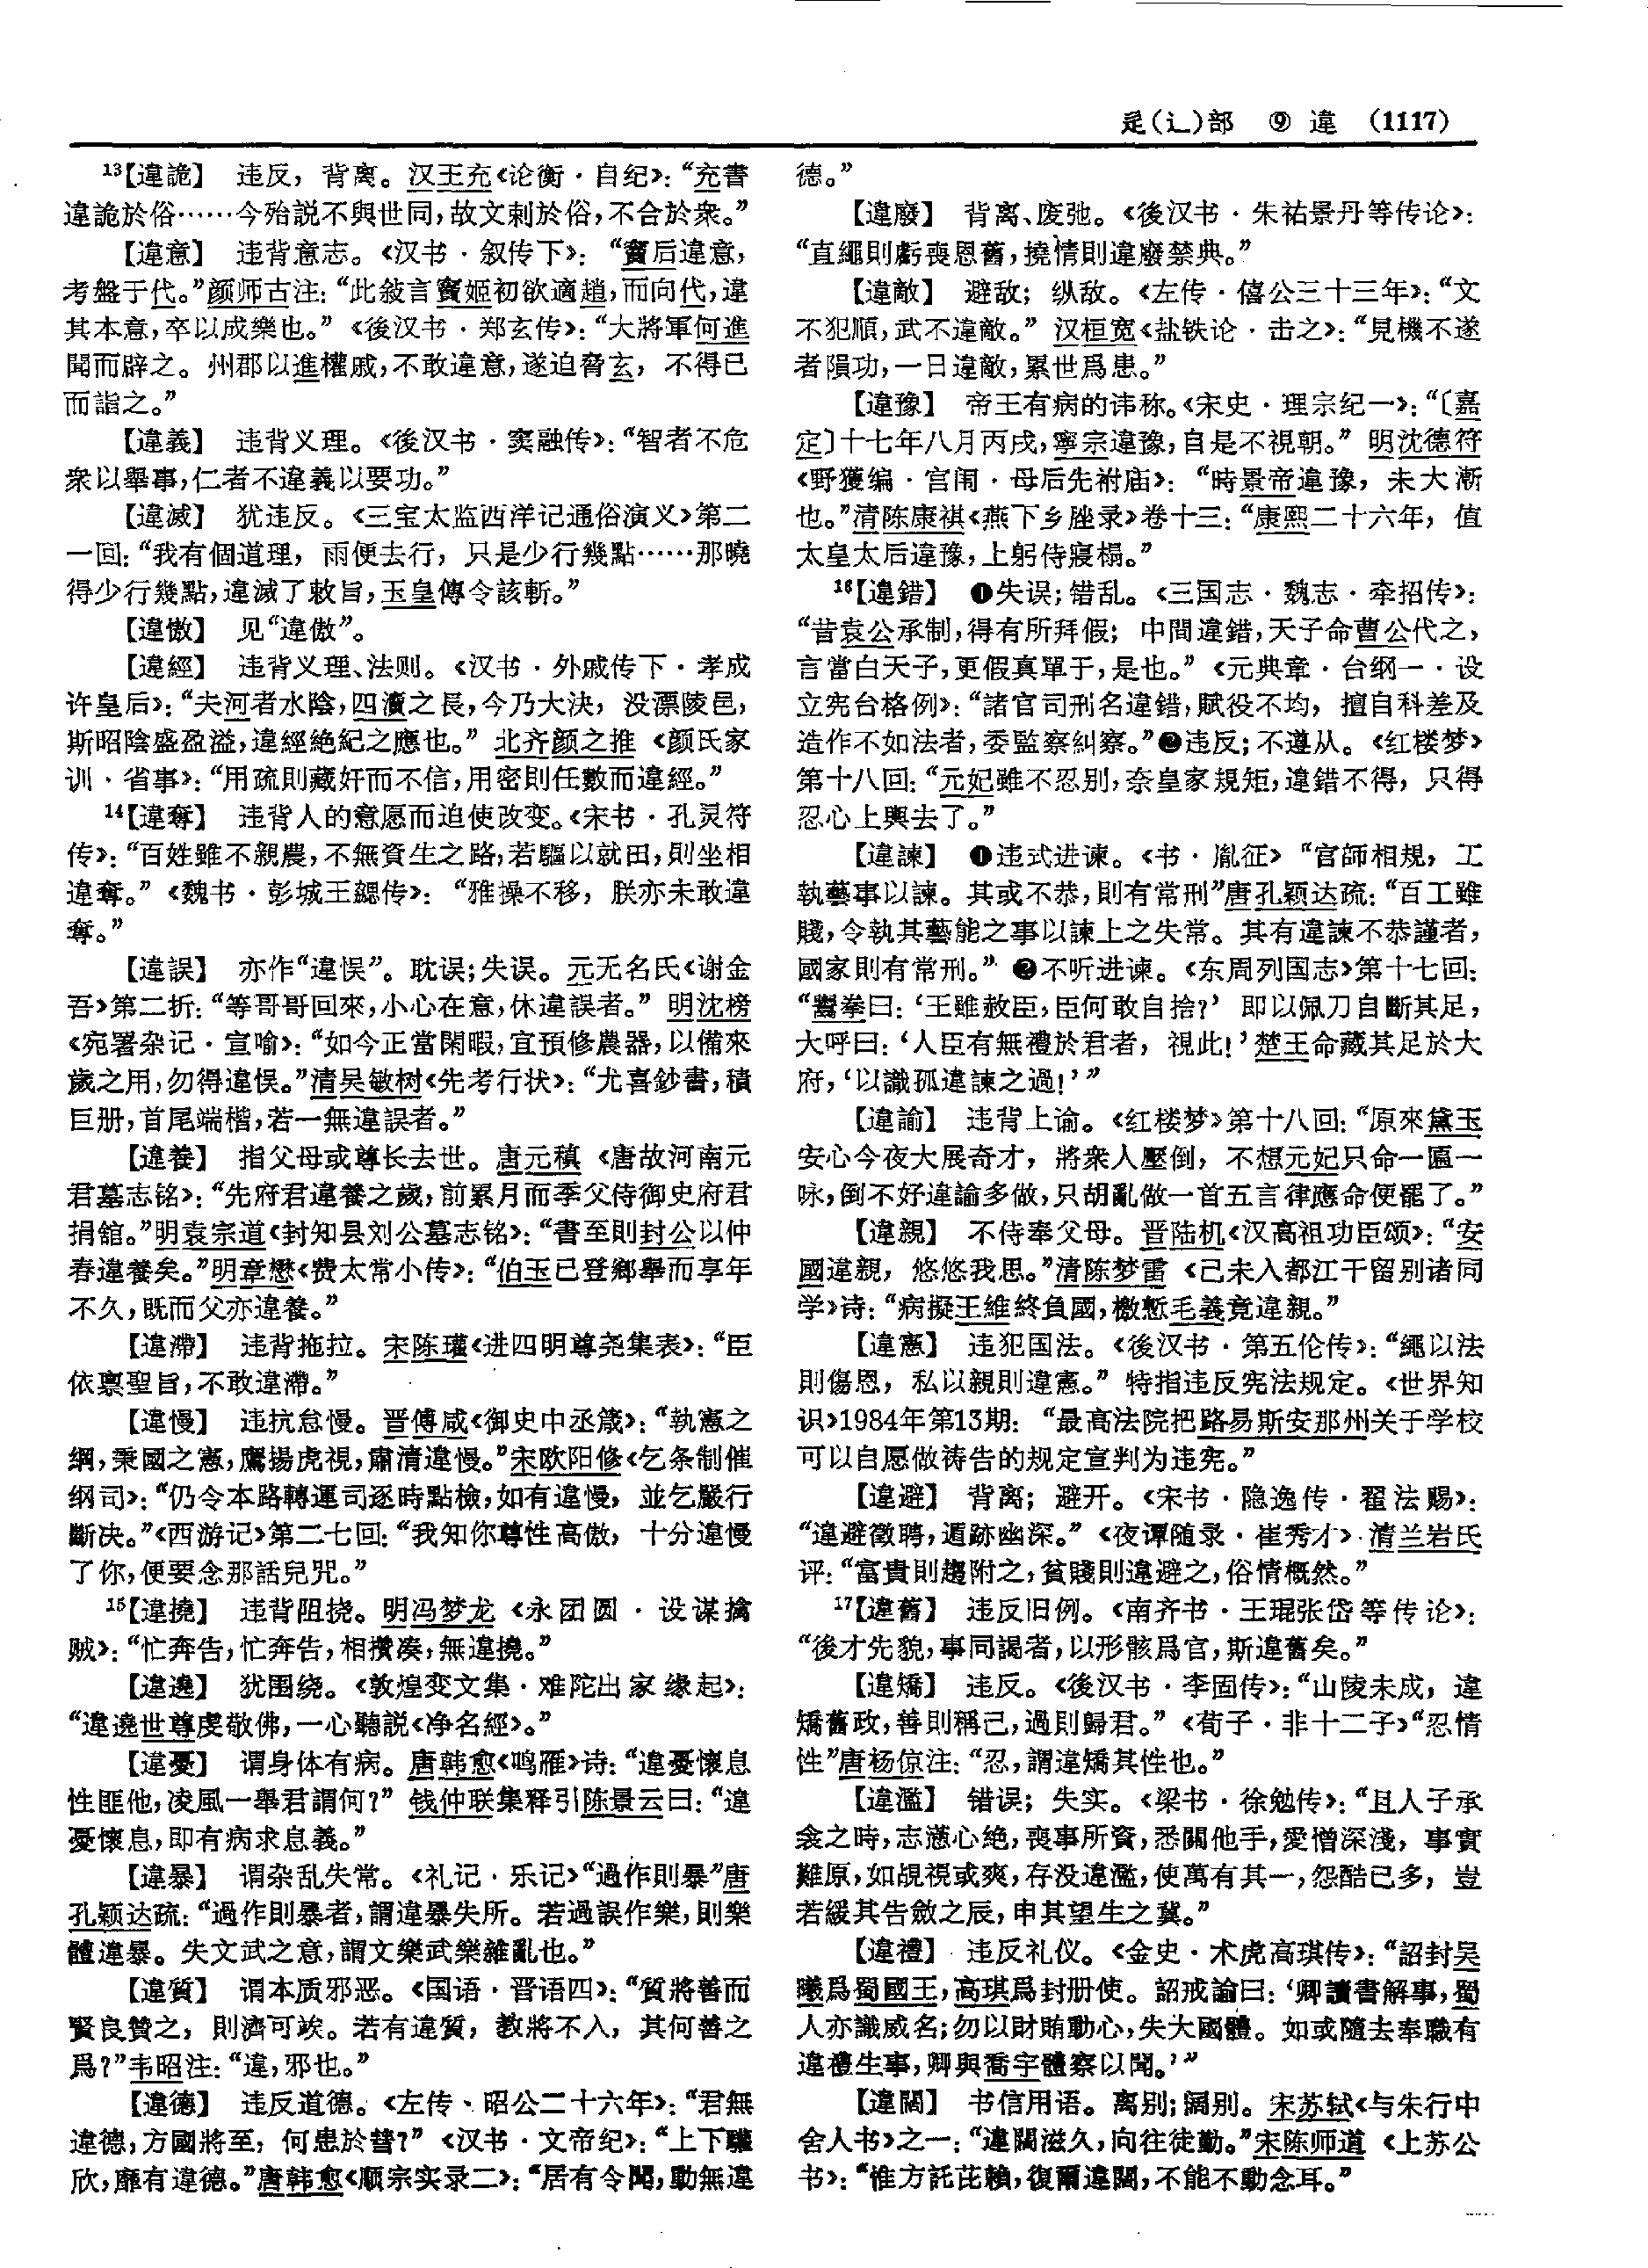 辵(辶)部　⑨　違　(1117)
13【違詭】　违反，背离。汉王充《论衡·自纪》：“充書
違詭於俗……今殆説不與世同，故文刺於俗，不合於衆。”
【違意】　违背意志。《汉书·叙传下》：“竇后違意，
考盤于代。”颜师古注：“此敍言竇姬初欲適趙，而向代，違
其本意，卒以成樂也。”《後汉书·郑玄传》：“大將軍何進
聞而辟之。州郡以進權戚，不敢違意，遂迫脅玄，不得已
而詣之。”
【違義】　违背义理。《後汉书·窦融传》：“智者不危
衆以舉事，仁者不違義以要功。”
【違滅】　犹违反。《三宝太监西洋记通俗演义》第二
一回：“我有個道理，雨便去行，只是少行幾點……那曉
得少行幾點，違滅了敕旨，玉皇傳令該斬。”
【違慠】　见“違傲”。
【違經】　违背义理、法则。《汉书·外戚传下·孝成
许皇后》：“夫河者水陰，四瀆之長，今乃大決，没漂陵邑，
斯昭陰盛盈溢，違經絶紀之應也。”北齐颜之推《颜氏家
训·省事》：“用疏則藏奸而不信，用密則任數而違經。”
14【違奪】　违背人的意愿而迫使改变。《宋书·孔灵符
传》：“百姓雖不親農，不無資生之路，若驅以就田，則坐相
違奪。”《魏书·彭城王勰传》：“雅操不移，朕亦未敢違
奪。”
【違誤】　亦作“違悮”。耽误；失误。元无名氏《谢金
吾》第二折：“等哥哥回來，小心在意，休違誤者。”明沈榜
《宛署杂记·宣喻》：“如今正當閑暇，宜預修農器，以備來
歲之用，勿得違悮。”清吴敏树《先考行状》：“尤喜鈔書，積
巨册，首尾端楷，若一無違誤者。”
【違養】　指父母或尊长去世。唐元稹《唐故河南元
君墓志铭》：“先府君違養之歲，前累月而季父侍御史府君
捐舘。”明袁宗道《封知县刘公墓志铭》：“書至則封公以仲
春違養矣。”明章懋《费太常小传》：“伯玉已登鄉舉而享年
不久，既而父亦違養。”
【違滯】　违背拖拉。宋陈瓘《进四明尊尧集表》：“臣
依禀聖旨，不敢違滯。”
【違慢】　违抗怠慢。晋傅咸《御史中丞箴》：“執憲之
綱，秉國之憲，鷹揚虎視，肅清違慢。”宋欧阳修《乞条制催
纲司》：“仍令本路轉運司逐時點檢，如有違慢，並乞嚴行
斷决。”《西游记》第二七回：“我知你尊性高傲，十分違慢
了你，便要念那話兒咒。”
15【違撓】　违背阻挠。明冯梦龙《永团圆·设谋擒
贼》：“忙奔告，忙奔告，相攢凑，無違撓。”
【違遶】　犹围绕。《敦煌变文集·难陀出家缘起》：
“違遶世尊虔敬佛，一心聽説《净名經》。”
【違憂】　谓身体有病。唐韩愈《鸣雁》诗：“違憂懷息
性匪他，凌風一舉君謂何？”钱仲联集释引陈景云曰：“違
憂懷息，即有病求息義。”
【違暴】　谓杂乱失常。《礼记·乐记》“過作則暴”唐
孔颖达疏：“過作則暴者，謂違暴失所。若過誤作樂，則樂
體違暴。失文武之意，謂文樂武樂雜亂也。”
【違質】　谓本质邪恶。《国语·晋语四》：“質將善而
賢良贊之，則濟可竢。若有違質，教將不入，其何善之
爲？”韦昭注：“違，邪也。”
【違德】　违反道德。《左传·昭公二十六年》：“君無
違德，方國將至，何患於彗？”《汉书·文帝纪》：“上下驩
欣，靡有違德。”唐韩愈《顺宗实录二》：“居有令聞，動無違
德。”
【違廢】　背离、废弛。《後汉书·朱祐景丹等传论》：
“直繩則虧喪恩舊，撓情則違廢禁典。”
【違敵】　避敌；纵敌。《左传·僖公三十三年》：“文
不犯順，武不違敵。”汉桓宽《盐铁论·击之》：“見機不遂
者隕功，一日違敵，累世爲患。”
【違豫】　帝王有病的讳称。《宋史·理宗纪一》：“〔嘉
定〕十七年八月丙戌，寧宗違豫，自是不視朝。”明沈德符
《野獲编·宫闱·母后先祔庙》：“時景帝違豫，未大漸
也。”清陈康祺《燕下乡脞录》卷十三：“康熙二十六年，值
太皇太后違豫，上躬侍寢榻。”
16【違錯】　❶失误；错乱。《三国志·魏志·牵招传》：
“昔袁公承制，得有所拜假；中間違錯，天子命曹公代之，
言當白天子，更假真單于，是也。”《元典章·台纲一·设
立宪台格例》：“諸官司刑名違錯，賦役不均，擅自科差及
造作不如法者，委監察糾察。”❷违反；不遵从。《红楼梦》
第十八回：“元妃雖不忍别，奈皇家規矩，違錯不得，只得
忍心上輿去了。”
【違諫】　❶违式进谏。《书·胤征》“官師相規，工
執藝事以諫。其或不恭，則有常刑”唐孔颖达疏：“百工雖
賤，令執其藝能之事以諫上之失常。其有違諫不恭謹者，
國家則有常刑。”❷不听进谏。《东周列国志》第十七回：
“鬻拳曰：‘王雖赦臣，臣何敢自捨？’即以佩刀自斷其足，
大呼曰：‘人臣有無禮於君者，視此！’楚王命藏其足於大
府，‘以識孤違諫之過！’”
【違諭】　违背上谕。《红楼梦》第十八回：“原來黛玉
安心今夜大展奇才，將衆人壓倒，不想元妃只命一匾一
咏，倒不好違諭多做，只胡亂做一首五言律應命便罷了。”
【違親】　不侍奉父母。晋陆机《汉高祖功臣颂》：“安
國違親，悠悠我思。”清陈梦雷《己未入都江干留别诸同
学》诗：“病擬王維終負國，檄慙毛義竟違親。”
【違憲】　违犯国法。《後汉书·第五伦传》：“繩以法
則傷恩，私以親則違憲。”特指违反宪法规定。《世界知
识》1984年第13期：“最高法院把路易斯安那州关于学校
可以自愿做祷告的规定宣判为违宪。”
【違避】　背离；避开。《宋书·隐逸传·翟法赐》：
“違避徵聘，遁跡幽深。”《夜谭随录·崔秀才》清兰岩氏
评：“富貴則趨附之，貧賤則違避之，俗情概然。”
17【違舊】　违反旧例。《南齐书·王琨张岱等传论》：
“後才先貌，事同謁者，以形骸爲官，斯違舊矣。”
【違矯】　违反。《後汉书·李固传》：“山陵未成，違
矯舊政，善則稱己，過則歸君。”《荀子·非十二子》“忍情
性”唐杨倞注：“忍，謂違矯其性也。”
【違濫】　错误；失实。《梁书·徐勉传》：“且人子承
衾之時，志懣心絶，喪事所資，悉關他手，愛憎深淺，事實
難原，如覘視或爽，存没違濫，使萬有其一，怨酷已多，豈
若緩其告斂之辰，申其望生之冀。”
【違禮】　违反礼仪。《金史·术虎高琪传》：“詔封吴
曦爲蜀國王，高琪爲封册使。詔戒諭曰：‘卿讀書解事，蜀
人亦識威名；勿以財賄動心，失大國體。如或隨去奉職有
違禮生事，卿與喬宇體察以聞。’”
【違闊】　书信用语。离别；阔别。宋苏轼《与朱行中
舍人书》之一：“違闊滋久，向往徒勤。”宋陈师道《上苏公
书》：“惟方託芘賴，復爾違闊，不能不動念耳。”